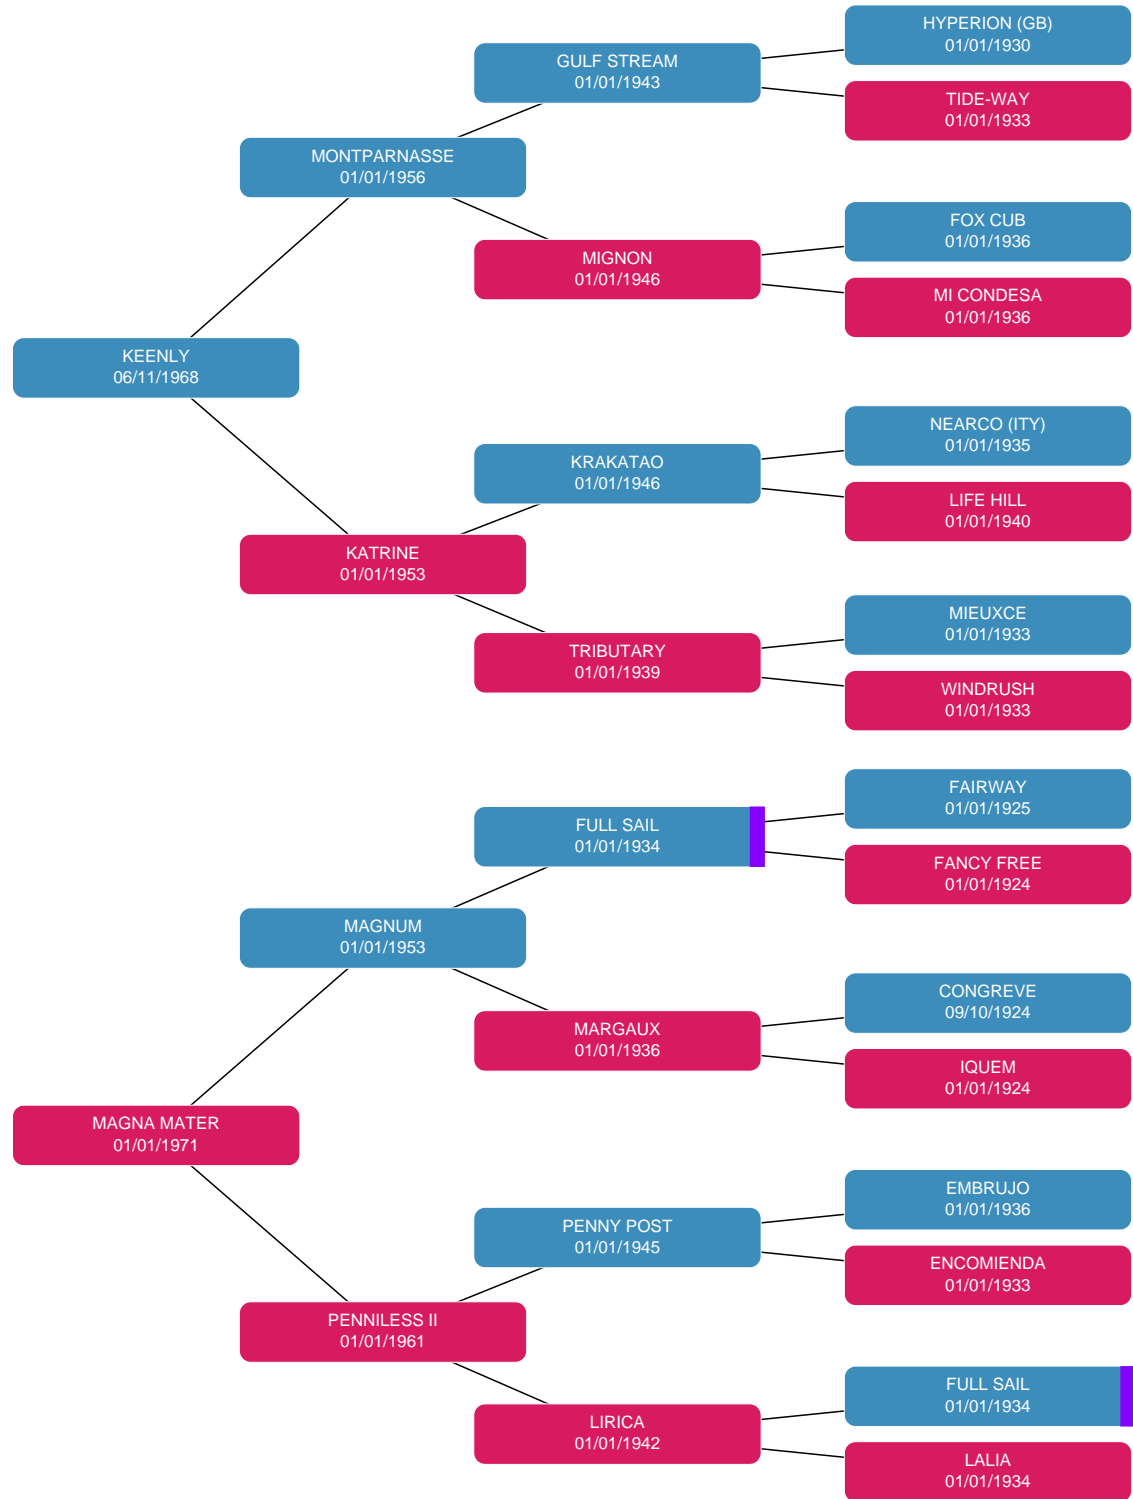 HYPERION (GB)
01/01/1930
GULF STREAM
01/01/1943
TIDE-WAY
01/01/1933
MONTPARNASSE
01/01/1956
FOX CUB
01/01/1936
MIGNON
01/01/1946
MI CONDESA
01/01/1936
KEENLY
06/11/1968
NEARCO (ITY)
01/01/1935
KRAKATAO
01/01/1946
LIFE HILL
01/01/1940
KATRINE
01/01/1953
MIEUXCE
01/01/1933
TRIBUTARY
01/01/1939
WINDRUSH
01/01/1933
FAIRWAY
01/01/1925
FULL SAIL
01/01/1934
FANCY FREE
01/01/1924
MAGNUM
01/01/1953
CONGREVE
09/10/1924
MARGAUX
01/01/1936
IQUEM
01/01/1924
MAGNA MATER
01/01/1971
EMBRUJO
01/01/1936
PENNY POST
01/01/1945
ENCOMIENDA
01/01/1933
PENNILESS II
01/01/1961
FULL SAIL
01/01/1934
LIRICA
01/01/1942
LALIA
01/01/1934